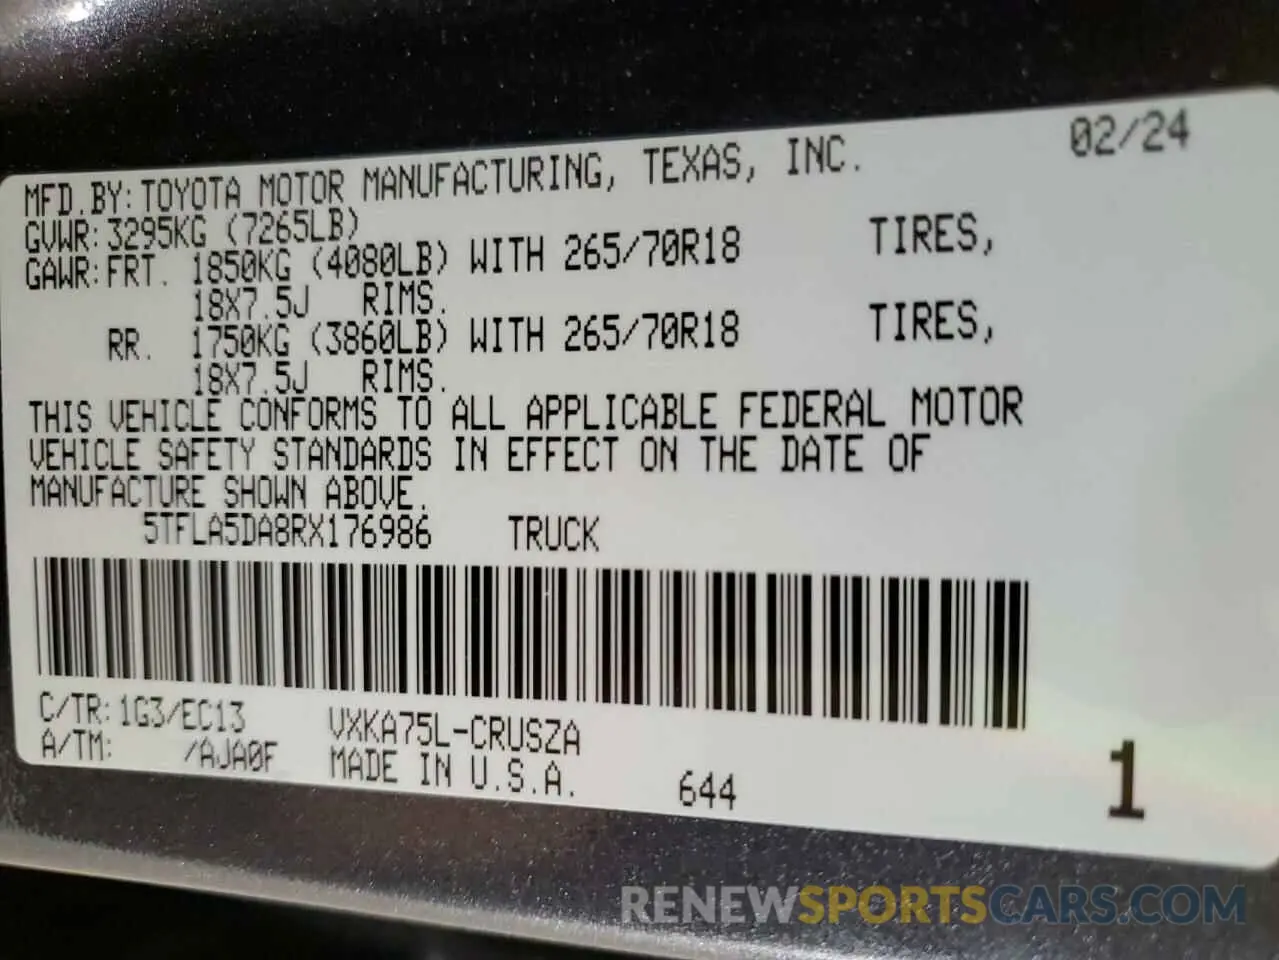 02/24
MFD.BY:TOYOTA MOTOR MANUFACTURING, TEXAS, INC.
GVWR:3295KG (7265LB)
GAWR:FRT. 1850KG (4080LB) WITH 265/70R18 TIRES,
18X7.5J RIMS.
RR. 1750KG (3860LB) WITH 265/70R18 TIRES,
18X7.5J RIMS.
THIS VEHICLE CONFORMS TO ALL APPLICABLE FEDERAL MOTOR
VEHICLE SAFETY STANDARDS IN EFFECT ON THE DATE OF
MANUFACTURE SHOWN ABOVE.
5TFLA5DA8RX176986 TRUCK
C/TR:1G3/EC13 VXKA75L-CRUSZA
A/TM: /AJA0F MADE IN U.S.A. 644
1
RENEWSPORTSCARS.COM